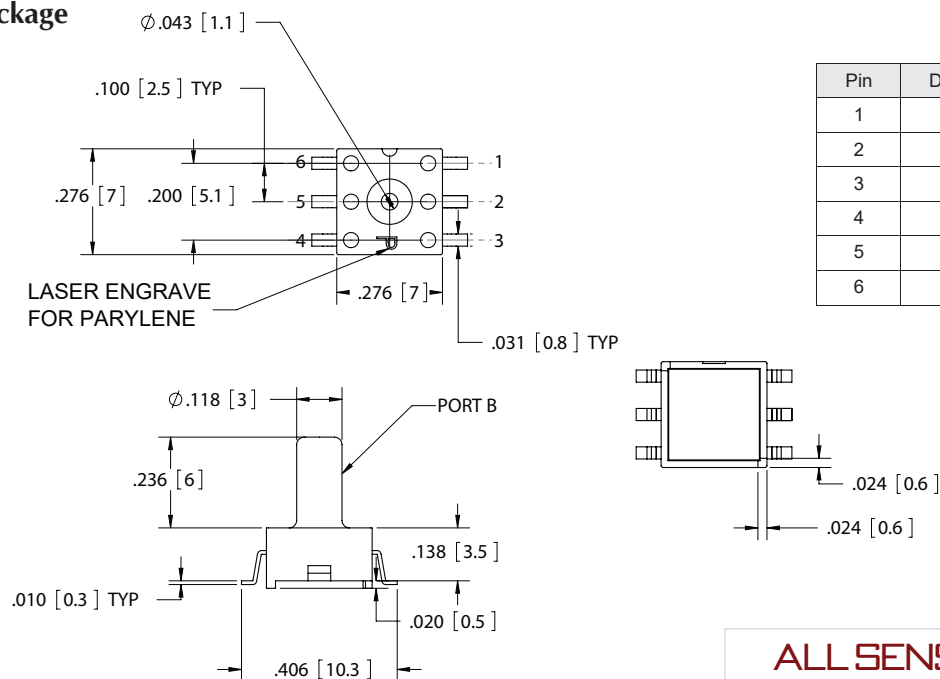 ckage
Ø.043 [1.1]
.100 [2.5] TYP
.276 [7]
.200 [5.1]
6
5
4
1
2
3
LASER ENGRAVE
FOR PARYLENE
.276 [7]
.031 [0.8] TYP
Pin D
1
2
3
4
5
6
Ø.118 [3]
PORT B
.236 [6]
.138 [3.5]
.010 [0.3] TYP
.020 [0.5]
.406 [10.3]
.024 [0.6]
.024 [0.6]
ALL SENS